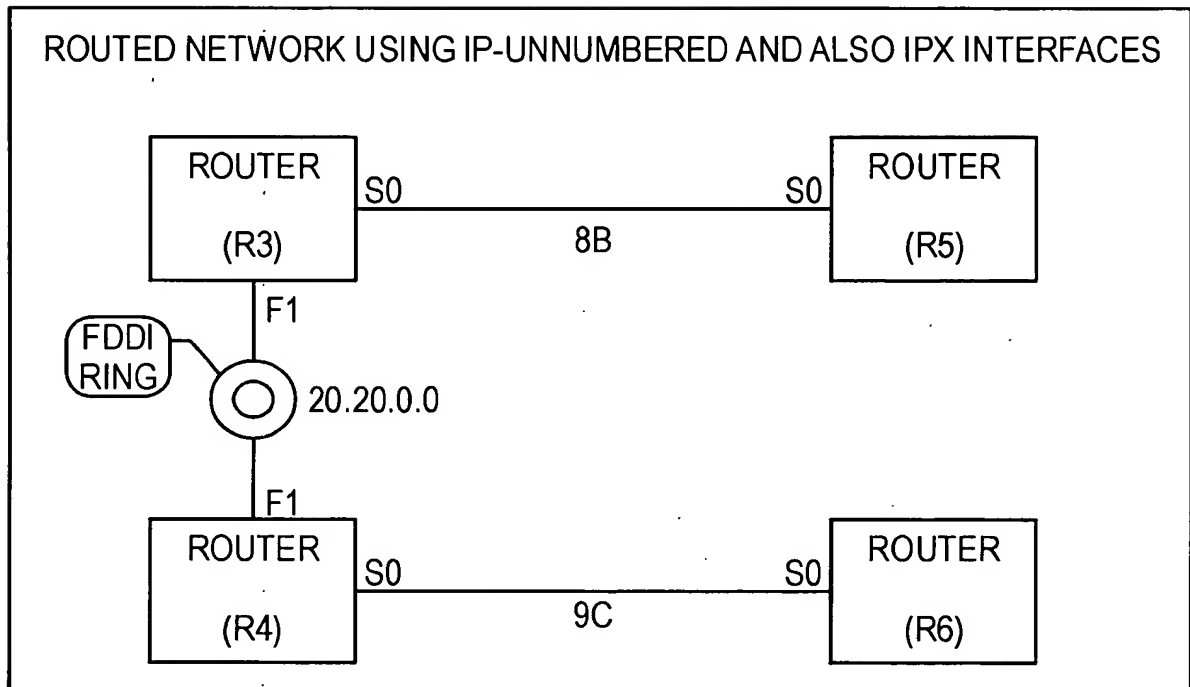 ROUTED NETWORK USING IP-UNNUMBERED AND ALSO IPX INTERFACES
ROUTER
(R3)
S0
8B
S0
ROUTER
(R5)
F1
FDDI
RING
20.20.0.0
F1
ROUTER
(R4)
S0
9C
S0
ROUTER
(R6)